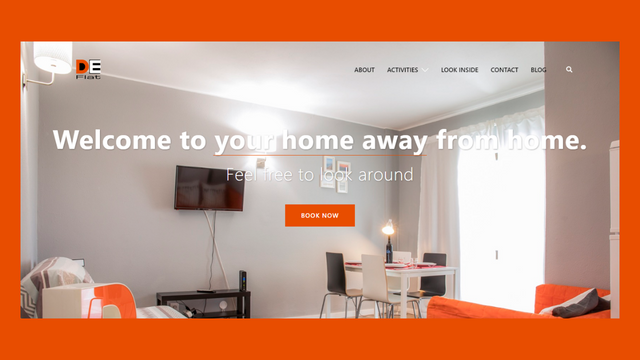 DE
Flat
ABOUT
ACTIVITIES
LOOK INSIDE
CONTACT
BLOG
Welcome to your home away from home.
Feel free to look around
BOOK NOW